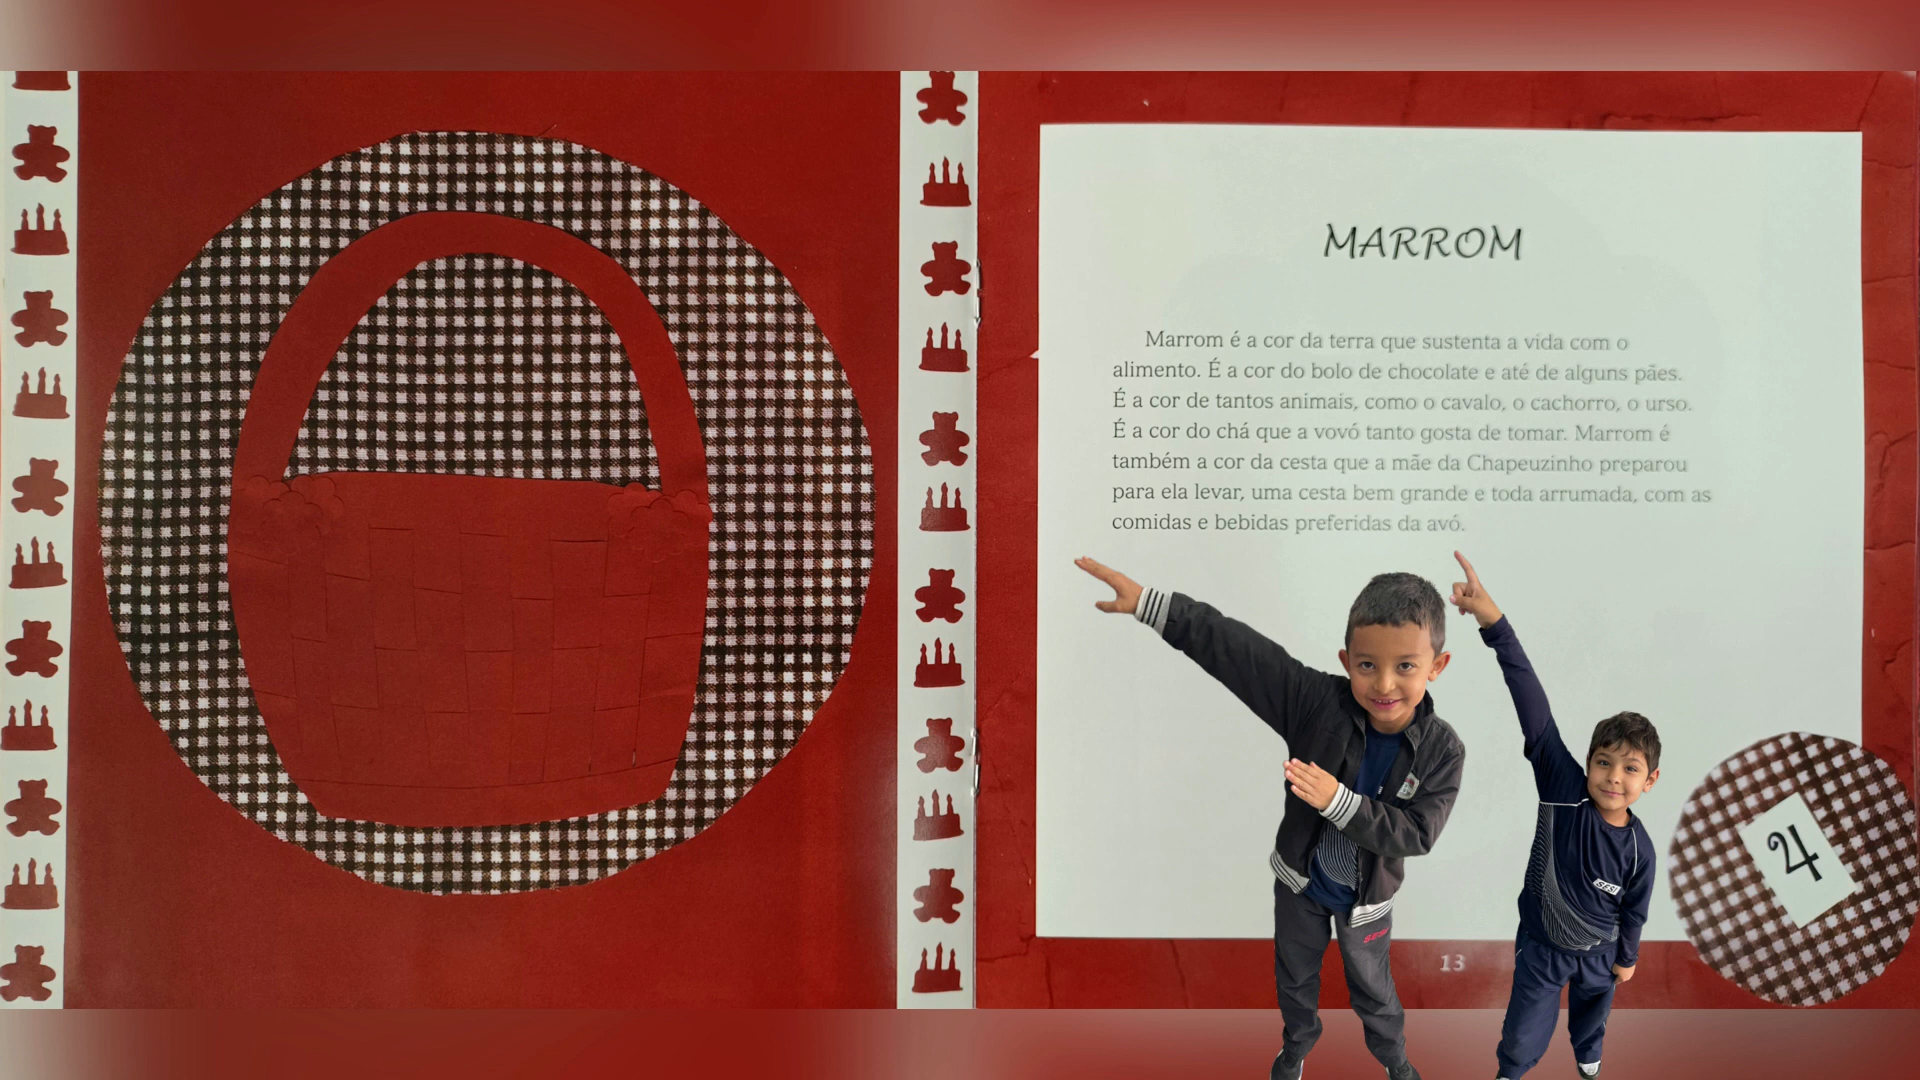 MARROM
Marrom é a cor da terra que sustenta a vida com o
alimento. É a cor do bolo de chocolate e até de alguns pães.
É a cor de tantos animais, como o cavalo, o cachorro, o urso.
É a cor do chá que a vovó tanto gosta de tomar. Marrom é
também a cor da cesta que a mãe da Chapeuzinho preparou
para ela levar, uma cesta bem grande e toda arrumada, com as
comidas e bebidas preferidas da avó.
SESI
SESI
4
13